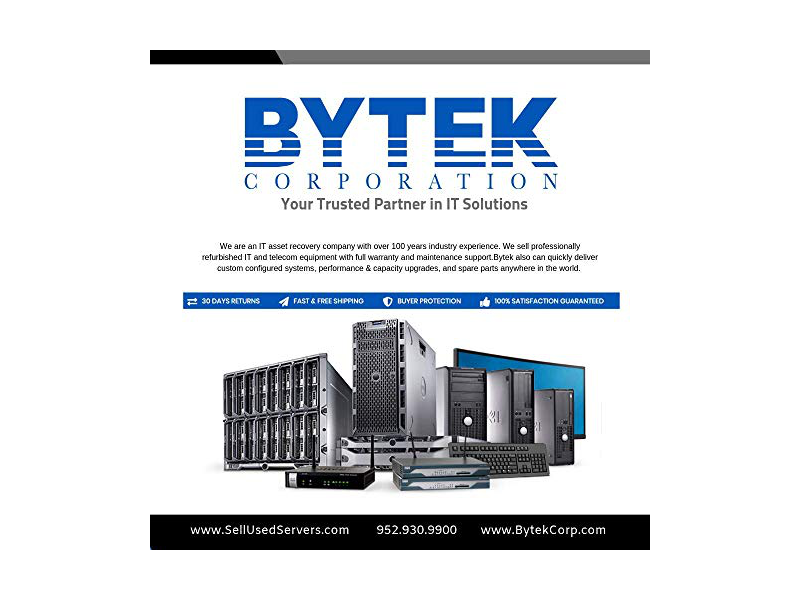 BYTEK
CORPORATION
Your Trusted Partner in IT Solutions
We are an IT asset recovery company with over 100 years industry experience. We sell professionally
refurbished IT and telecom equipment with full warranty and maintenance support.Bytek also can quickly deliver
custom configured systems, performance & capacity upgrades, and spare parts anywhere in the world.
30 DAYS RETURNS FAST & FREE SHIPPING BUYER PROTECTION 100% SATISFACTION GUARANTEED
www.SellUsedServers.com 952.930.9900 www.BytekCorp.com